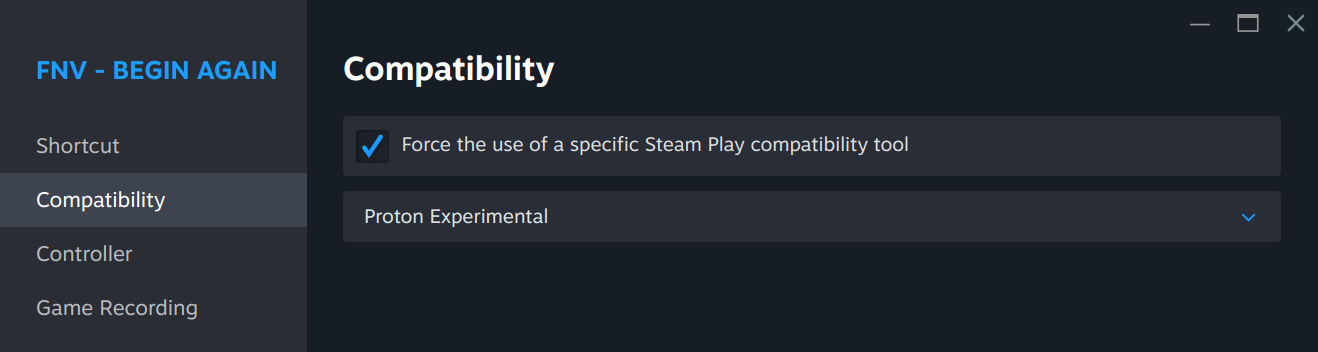 FNV - BEGIN AGAIN
Shortcut
Compatibility
Controller
Game Recording
Compatibility
Force the use of a specific Steam Play compatibility tool
Proton Experimental